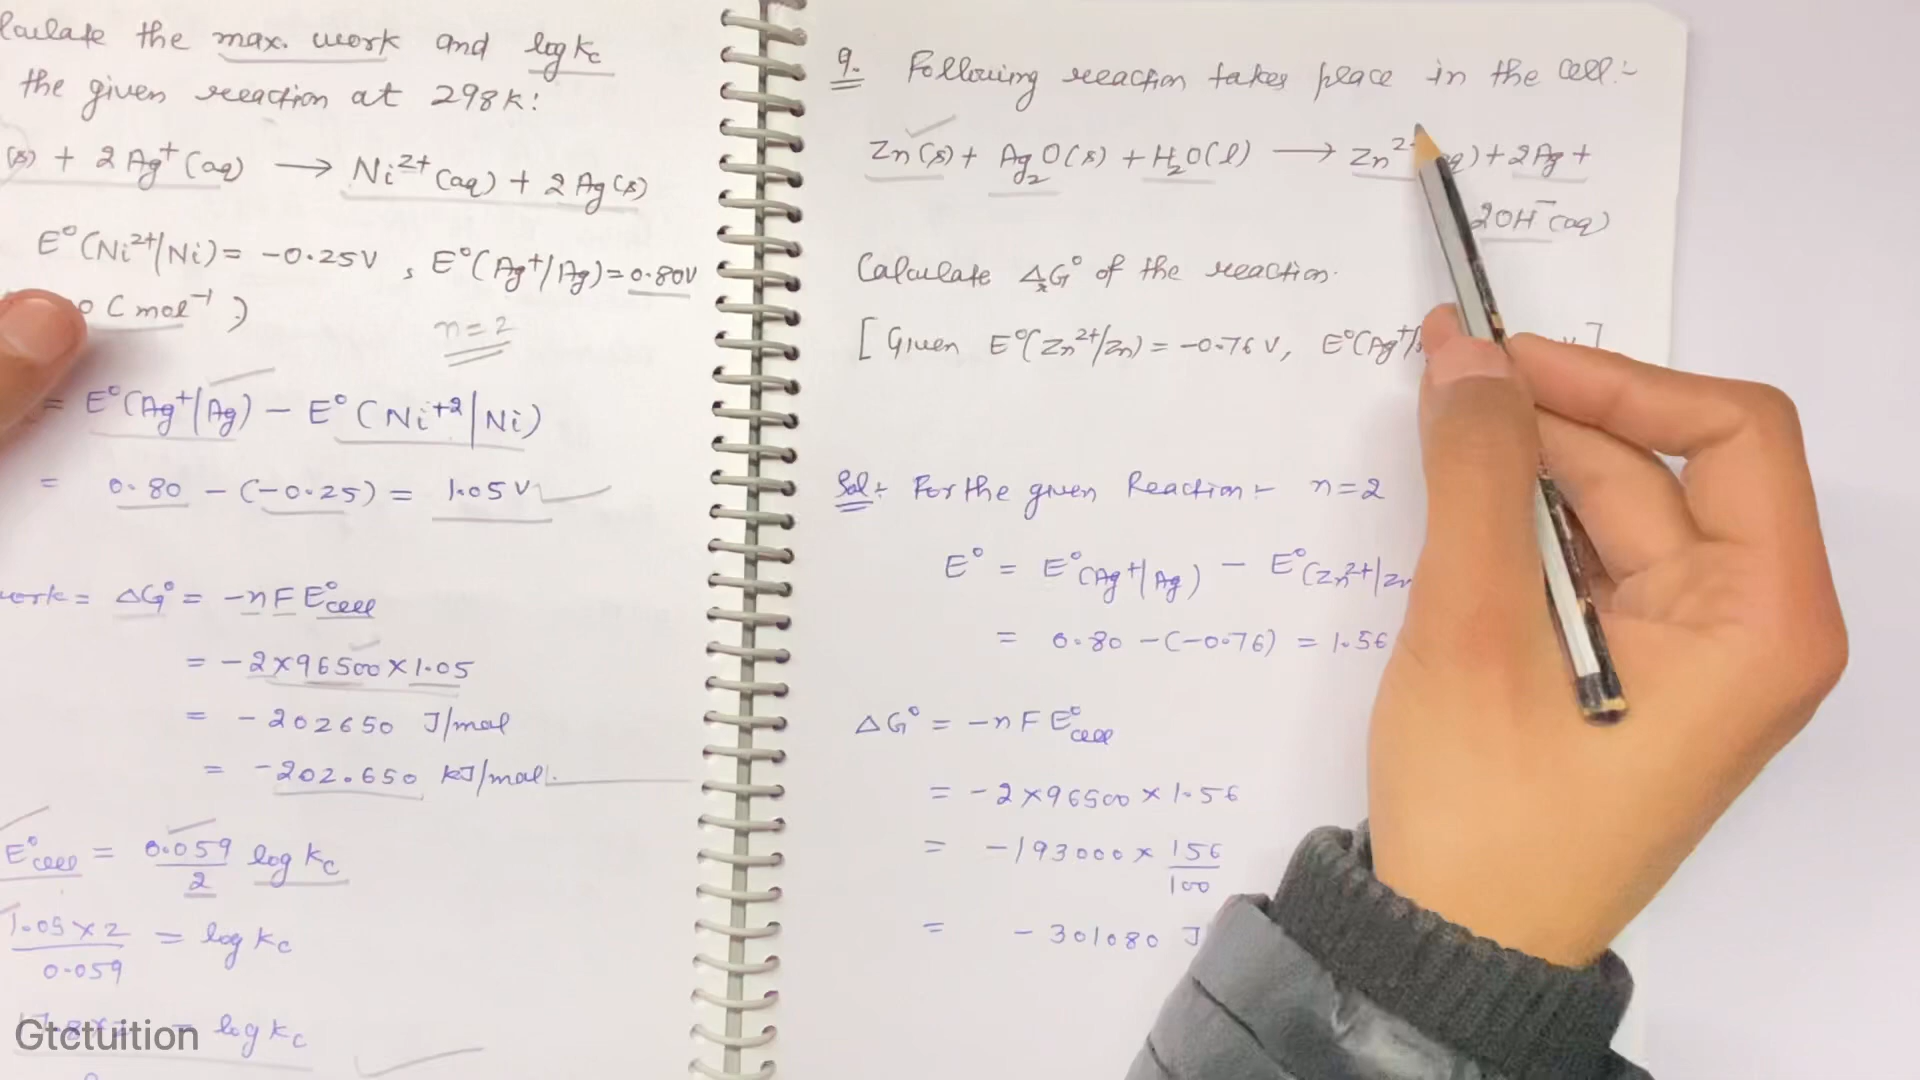 lculate the max. work and log Kc
the given reaction at 298K:
(s) + 2Ag⁺(aq) → Ni²⁺(aq) + 2Ag(s)
E°(Ni²⁺/Ni) = -0.25V, E°(Ag⁺/Ag) = 0.80V
0 C mol⁻¹)
n=2
= E°(Ag⁺/Ag) - E°(Ni⁺²/Ni)
= 0.80 - (-0.25) = 1.05V
work = ΔG° = -nFE°cell
= -2×96500×1.05
= -202650 J/mol
= -202.650 kJ/mol.
E°cell = 0.059/2 log Kc
1.05×2/0.059 = log Kc
= log Kc
Gtctuition
9. Following reaction takes place in the cell:-
Zn(s) + Ag₂O(s) + H₂O(l) → Zn²⁺ q) + 2Ag +
2OH⁻(aq)
Calculate ΔrG° of the reaction.
[Given E°(Zn²⁺/Zn) = -0.76V, E°(Ag⁺/ V]
Sol:- For the given Reaction:- n=2
E° = E°(Ag⁺/Ag) - E°(Zn²⁺/Zn
= 0.80 - (-0.76) = 1.56
ΔG° = -nFE°cell
= -2×96500×1.56
= -193000 × 156/100
= -301080 J